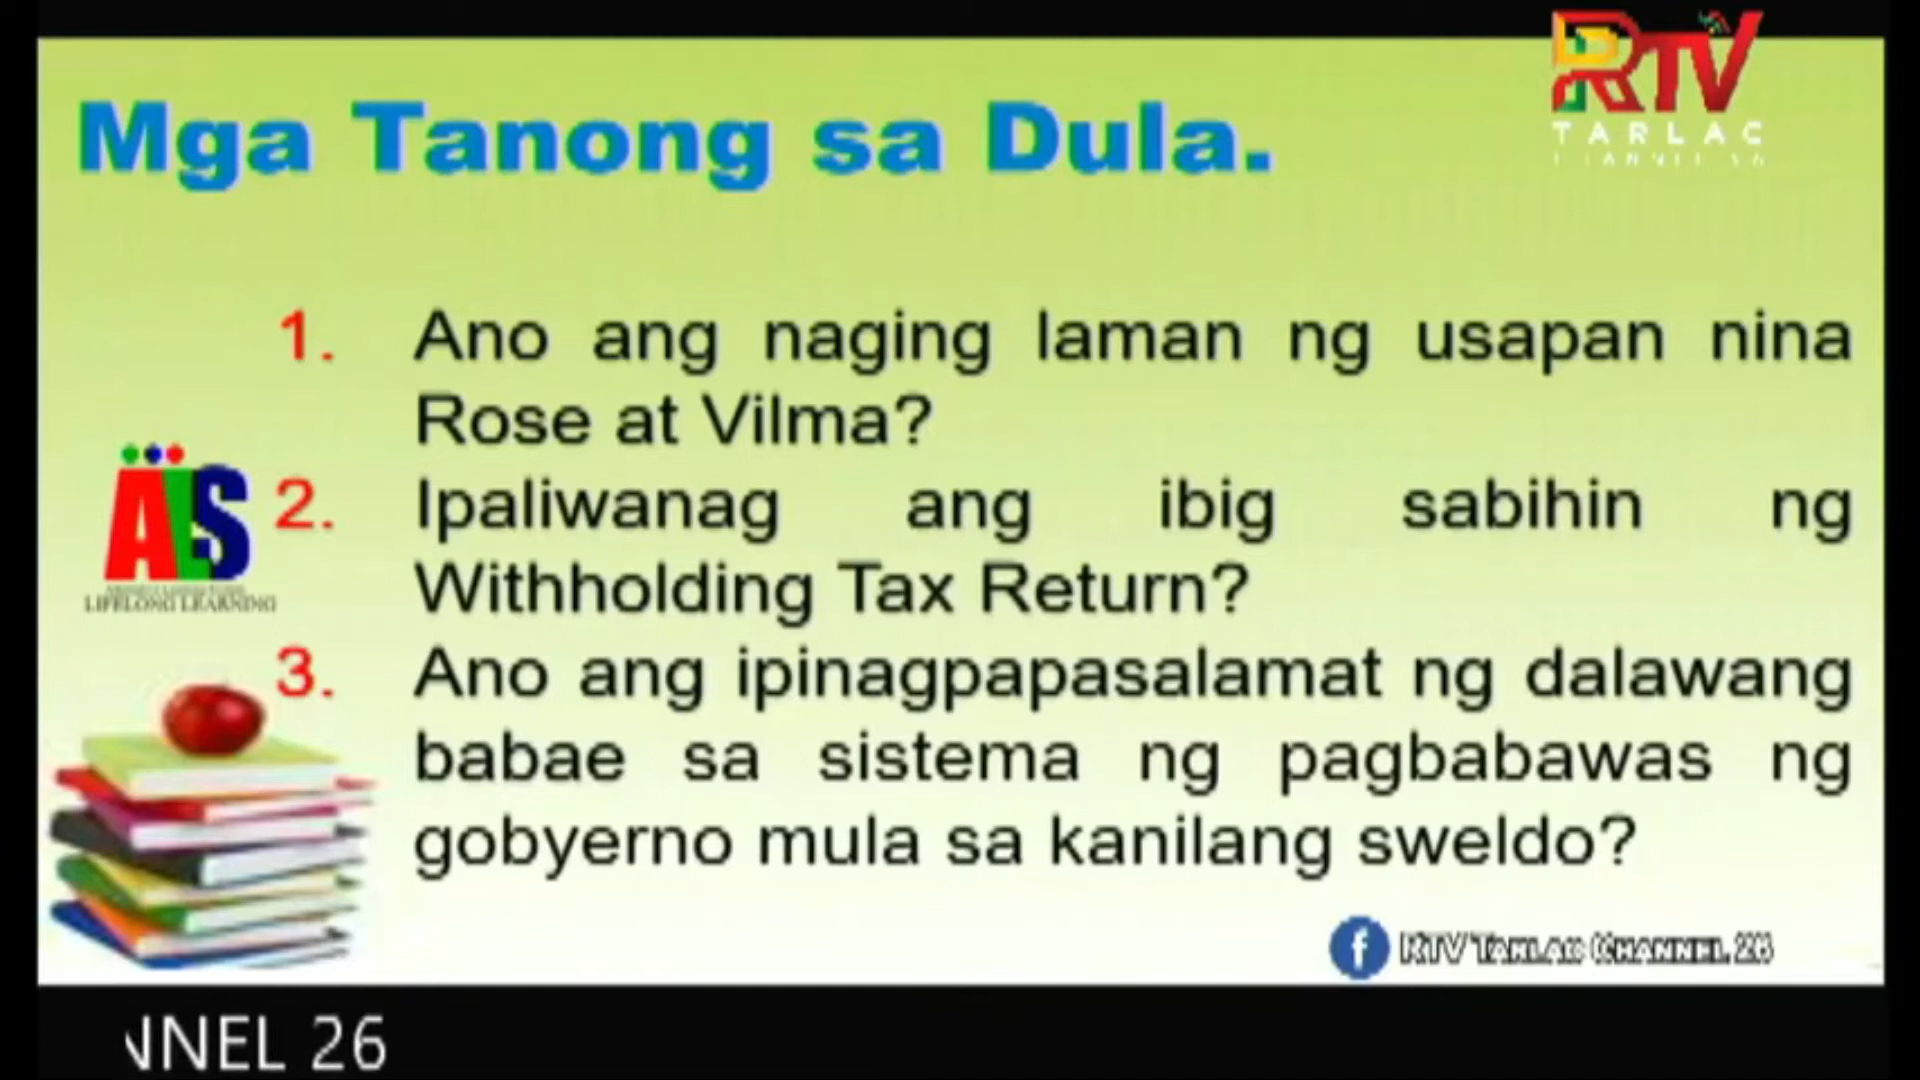 RTV
TARLAC
Mga Tanong sa Dula.
1. Ano ang naging laman ng usapan nina
Rose at Vilma?
2. Ipaliwanag ang ibig sabihin ng
Withholding Tax Return?
3. Ano ang ipinagpapasalamat ng dalawang
babae sa sistema ng pagbabawas ng
gobyerno mula sa kanilang sweldo?
ALS
LIFELONG LEARNING
f RTV TARLAC CHANNEL 26
NNEL 26